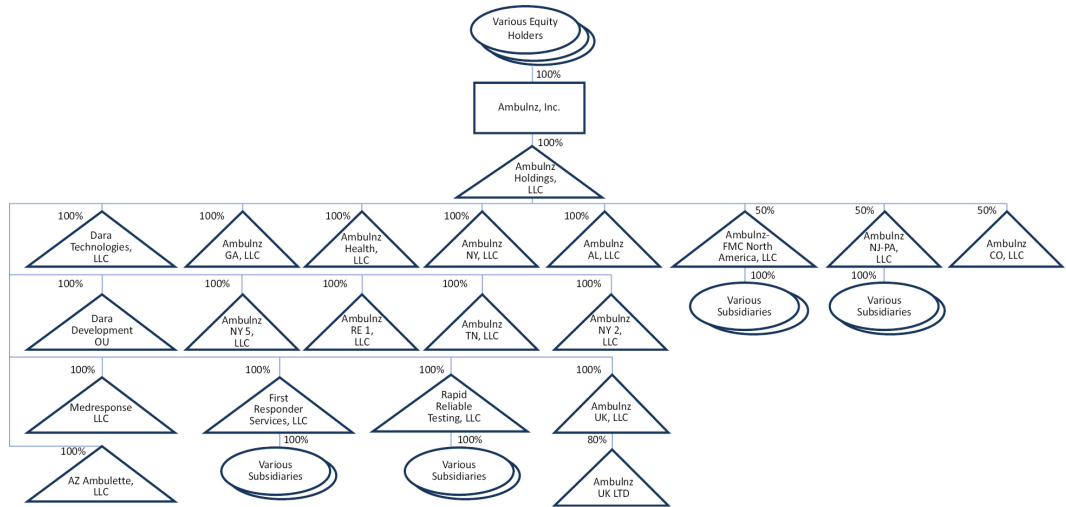 Various Equity
Holders
100%
Ambulnz, Inc.
100%
Ambulnz
Holdings,
LLC
100%
100%
100%
100%
100%
50%
50%
50%
Dara
Technologies,
LLC
Ambulnz
GA, LLC
Ambulnz
Health,
LLC
Ambulnz
NY, LLC
Ambulnz
AL, LLC
Ambulnz-
FMC North
America, LLC
Ambulnz
NJ-PA,
LLC
Ambulnz
CO, LLC
100%
100%
100%
100%
100%
100%
100%
Dara
Development
OU
Ambulnz
NY 5,
LLC
Ambulnz
RE 1,
LLC
Ambulnz
TN, LLC
Ambulnz
NY 2,
LLC
Various
Subsidiaries
Various
Subsidiaries
100%
100%
100%
100%
Medresponse
LLC
First
Responder
Services, LLC
Rapid
Reliable
Testing, LLC
Ambulnz
UK, LLC
100%
100%
100%
80%
AZ Ambulette,
LLC
Various
Subsidiaries
Various
Subsidiaries
Ambulnz
UK LTD